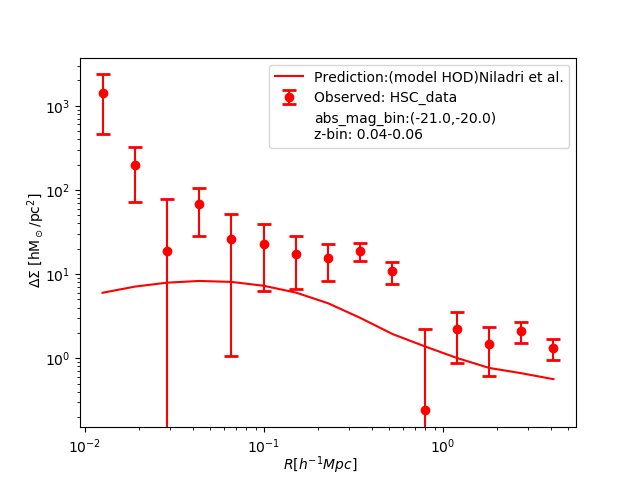 Prediction:(model HOD)Niladri et al.
Observed: HSC_data
abs_mag_bin:(-21.0,-20.0)
z-bin: 0.04-0.06
10³
10²
10¹
10⁰
ΔΣ [hM⊙/pc²]
10⁻² 10⁻¹ 10⁰
R[h⁻¹Mpc]